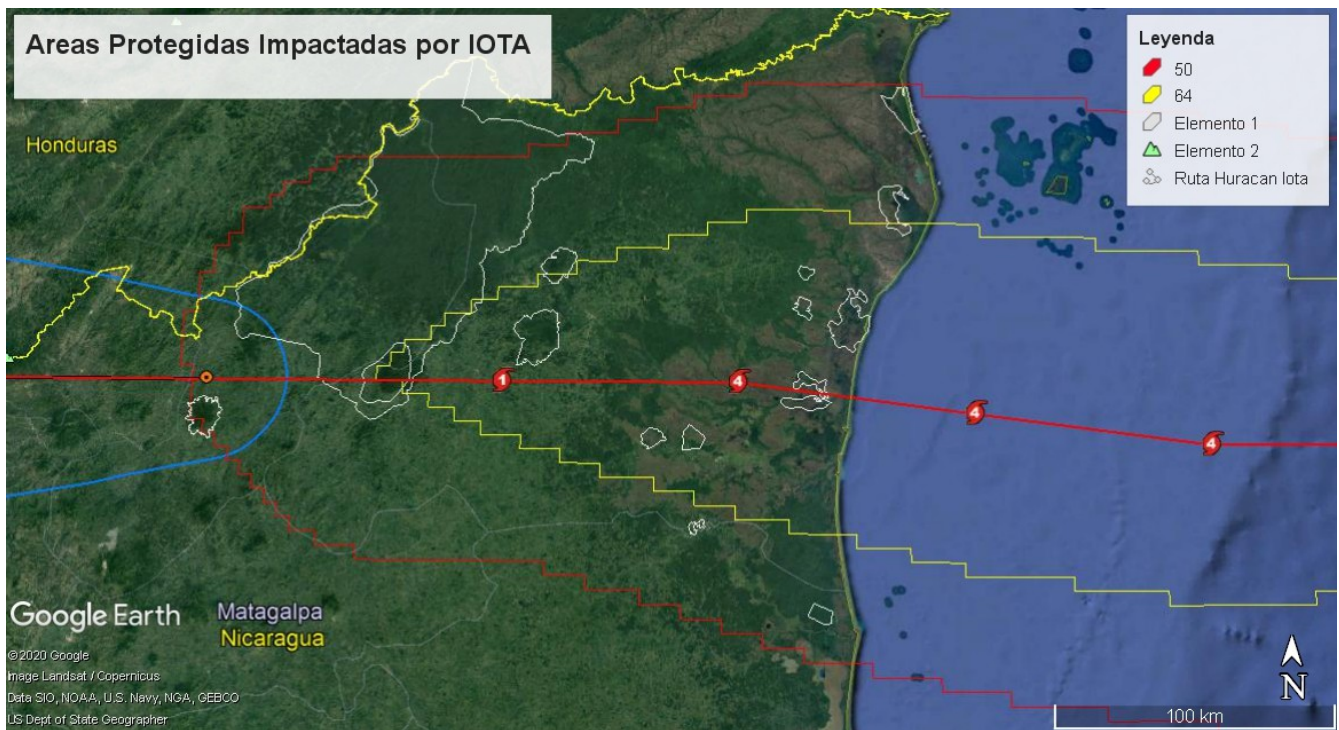 Areas Protegidas Impactadas por IOTA
Leyenda
50
64
Elemento 1
Elemento 2
Ruta Huracan Iota
Honduras
1
4
4
4
Google Earth
Matagalpa
Nicaragua
©2020 Google
Image Landsat / Copernicus
Data SIO, NOAA, U.S. Navy, NGA, GEBCO
US Dept of State Geographer
N
100 km